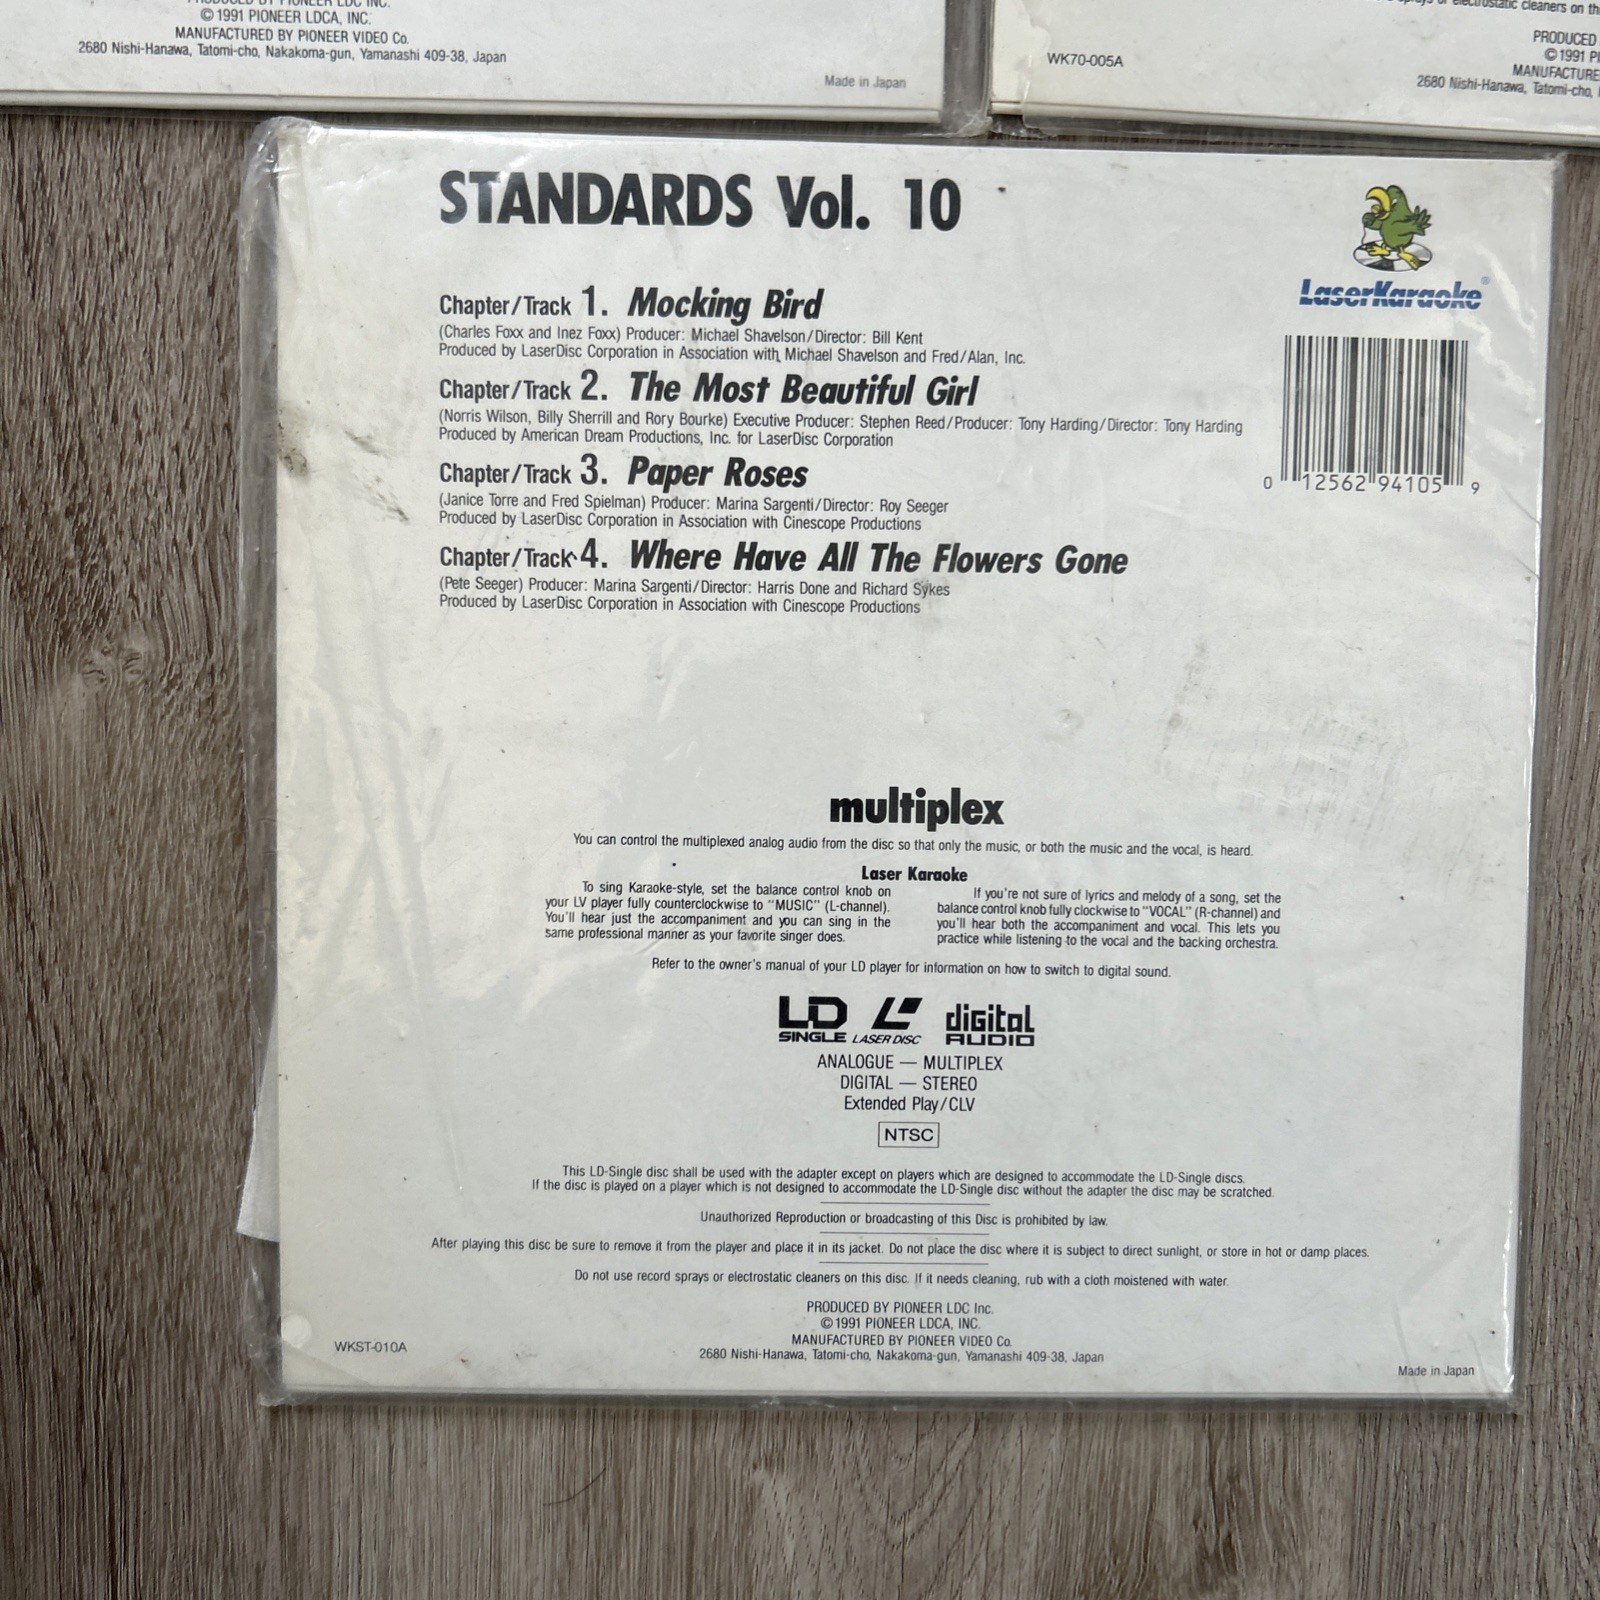 PRODUCED BY PIONEER LDC INC.
©1991 PIONEER LDCA, INC.
MANUFACTURED BY PIONEER VIDEO Co.
2680 Nishi-Hanawa, Tatomi-cho, Nakakoma-gun, Yamanashi 409-38, Japan
Made in Japan
electrostatic cleaners on th
PRODUCED
WK70-005A
©1991 PI
MANUFACTURE
2680 Nishi-Hanawa, Tatomi-cho,
STANDARDS Vol. 10
LaserKaraoke®
Chapter/Track 1. Mocking Bird
(Charles Foxx and Inez Foxx) Producer: Michael Shavelson/Director: Bill Kent
Produced by LaserDisc Corporation in Association with Michael Shavelson and Fred/Alan, Inc.
Chapter/Track 2. The Most Beautiful Girl
(Norris Wilson, Billy Sherrill and Rory Bourke) Executive Producer: Stephen Reed/Producer: Tony Harding/Director: Tony Harding
Produced by American Dream Productions, Inc. for LaserDisc Corporation
Chapter/Track 3. Paper Roses
0 12562 94105 9
(Janice Torre and Fred Spielman) Producer: Marina Sargenti/Director: Roy Seeger
Produced by LaserDisc Corporation in Association with Cinescope Productions
Chapter/Track 4. Where Have All The Flowers Gone
(Pete Seeger) Producer: Marina Sargenti/Director: Harris Done and Richard Sykes
Produced by LaserDisc Corporation in Association with Cinescope Productions
multiplex
You can control the multiplexed analog audio from the disc so that only the music, or both the music and the vocal, is heard.
Laser Karaoke
To sing Karaoke-style, set the balance control knob on
your LV player fully counterclockwise to "MUSIC" (L-channel).
You'll hear just the accompaniment and you can sing in the
same professional manner as your favorite singer does.
If you're not sure of lyrics and melody of a song, set the
balance control knob fully clockwise to "VOCAL" (R-channel) and
you'll hear both the accompaniment and vocal. This lets you
practice while listening to the vocal and the backing orchestra.
Refer to the owner's manual of your LD player for information on how to switch to digital sound.
LD SINGLE LASER DISC digital AUDIO
ANALOGUE — MULTIPLEX
DIGITAL — STEREO
Extended Play/CLV
NTSC
This LD-Single disc shall be used with the adapter except on players which are designed to accommodate the LD-Single discs.
If the disc is played on a player which is not designed to accommodate the LD-Single disc without the adapter the disc may be scratched.
Unauthorized Reproduction or broadcasting of this Disc is prohibited by law.
After playing this disc be sure to remove it from the player and place it in its jacket. Do not place the disc where it is subject to direct sunlight, or store in hot or damp places.
Do not use record sprays or electrostatic cleaners on this disc. If it needs cleaning, rub with a cloth moistened with water.
PRODUCED BY PIONEER LDC Inc.
©1991 PIONEER LDCA, INC.
MANUFACTURED BY PIONEER VIDEO Co.
2680 Nishi-Hanawa, Tatomi-cho, Nakakoma-gun, Yamanashi 409-38, Japan
WKST-010A
Made in Japan